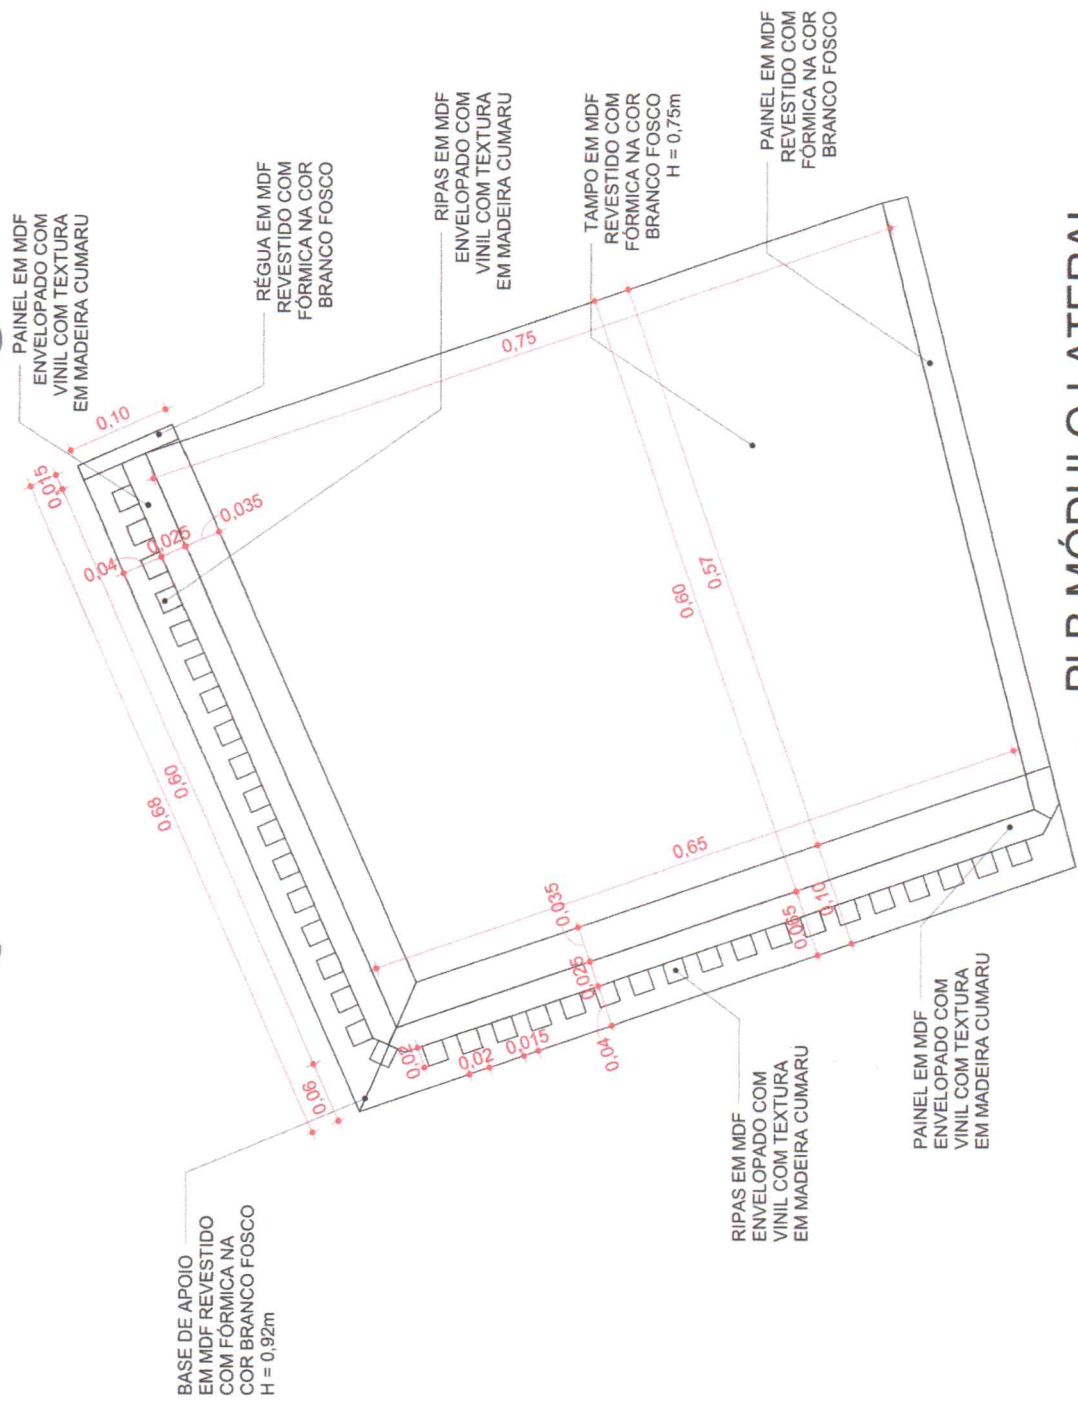 PAINEL EM MDF
ENVELOPADO COM
VINIL COM TEXTURA
EM MADEIRA CUMARU
RÉGUA EM MDF
REVESTIDO COM
FÓRMICA NA COR
BRANCO FOSCO
RIPAS EM MDF
ENVELOPADO COM
VINIL COM TEXTURA
EM MADEIRA CUMARU
TAMPO EM MDF
REVESTIDO COM
FÓRMICA NA COR
BRANCO FOSCO
H = 0,75m
PAINEL EM MDF
REVESTIDO COM
FÓRMICA NA COR
BRANCO FOSCO
BASE DE APOIO
EM MDF REVESTIDO
COM FÓRMICA NA
COR BRANCO FOSCO
H = 0,92m
RIPAS EM MDF
ENVELOPADO COM
VINIL COM TEXTURA
EM MADEIRA CUMARU
PAINEL EM MDF
ENVELOPADO COM
VINIL COM TEXTURA
EM MADEIRA CUMARU
0,10
0,015
0,04
0,025
0,035
0,68
0,60
0,06
0,75
0,60
0,57
0,65
0,035
0,025
0,04
0,02
0,02
0,015
0,065
0,10
MÓDULO LATERAL